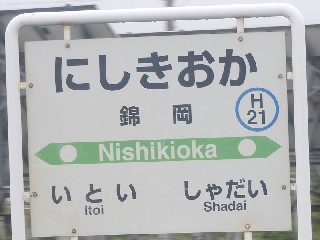 にしきおか
錦岡
H
21
Nishikioka
いとい しゃだい
Itoi Shadai